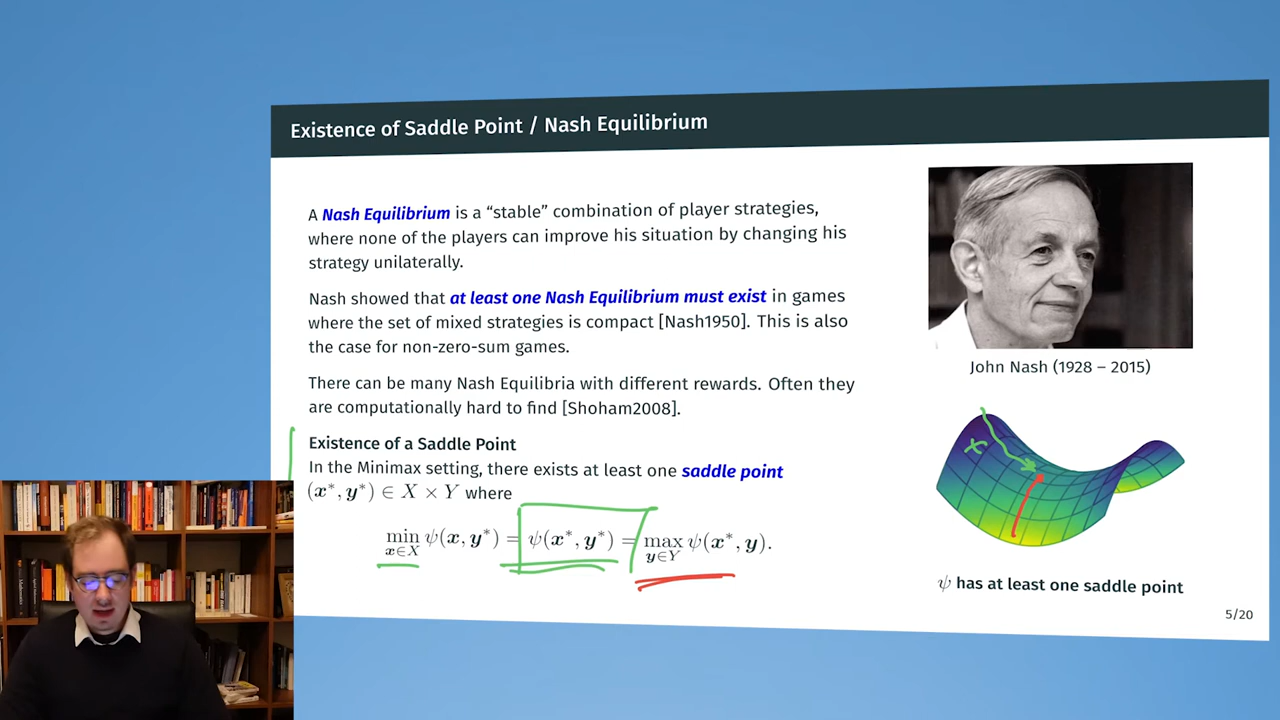 Existence of Saddle Point / Nash Equilibrium
A Nash Equilibrium is a “stable” combination of player strategies,
where none of the players can improve his situation by changing his
strategy unilaterally.
Nash showed that at least one Nash Equilibrium must exist in games
where the set of mixed strategies is compact [Nash1950]. This is also
the case for non-zero-sum games.
There can be many Nash Equilibria with different rewards. Often they
are computationally hard to find [Shoham2008].
Existence of a Saddle Point
In the Minimax setting, there exists at least one saddle point
(x*, y*) ∈ X × Y where
min x∈X ψ(x, y*) = ψ(x*, y*) = max y∈Y ψ(x*, y).
John Nash (1928 – 2015)
x
ψ has at least one saddle point
5/20